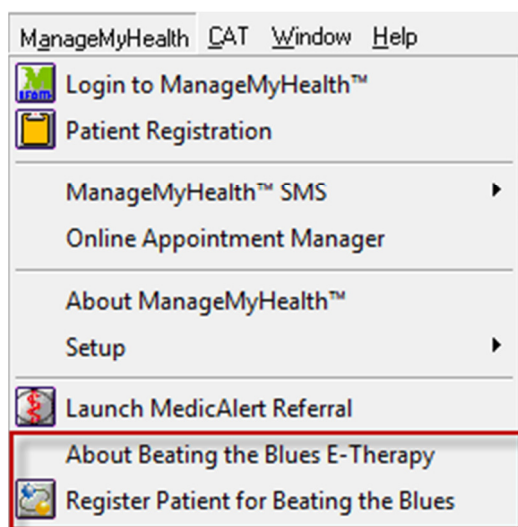 ManageMyHealth CAT Window Help
Login to ManageMyHealth™
Patient Registration
ManageMyHealth™ SMS
Online Appointment Manager
About ManageMyHealth™
Setup
Launch MedicAlert Referral
About Beating the Blues E-Therapy
Register Patient for Beating the Blues